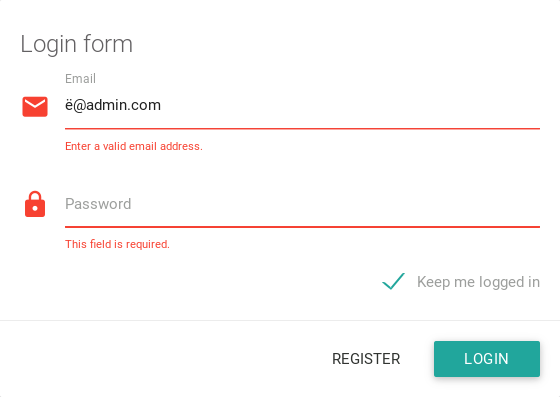 Login form
Email
ë@admin.com
Enter a valid email address.
Password
This field is required.
Keep me logged in
REGISTER LOGIN